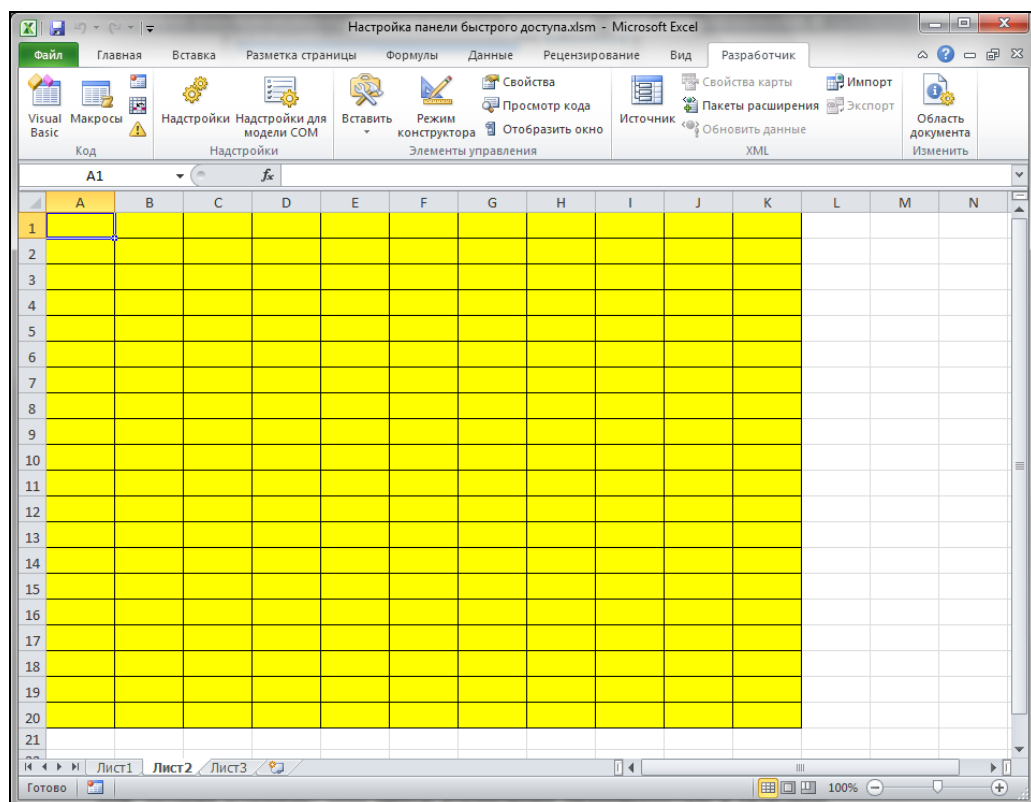 Настройка панели быстрого доступа.xlsm - Microsoft Excel
Файл Главная Вставка Разметка страницы Формулы Данные Рецензирование Вид Разработчик
Visual Basic
Макросы
Код
Надстройки
Надстройки для модели COM
Надстройки
Вставить
Режим конструктора
Свойства
Просмотр кода
Отобразить окно
Элементы управления
Источник
Свойства карты
Пакеты расширения
Обновить данные
Импорт
Экспорт
XML
Область документа
Изменить
A1 fx
A B C D E F G H I J K L M N
1
2
3
4
5
6
7
8
9
10
11
12
13
14
15
16
17
18
19
20
21
Лист1 Лист2 Лист3
Готово 100%